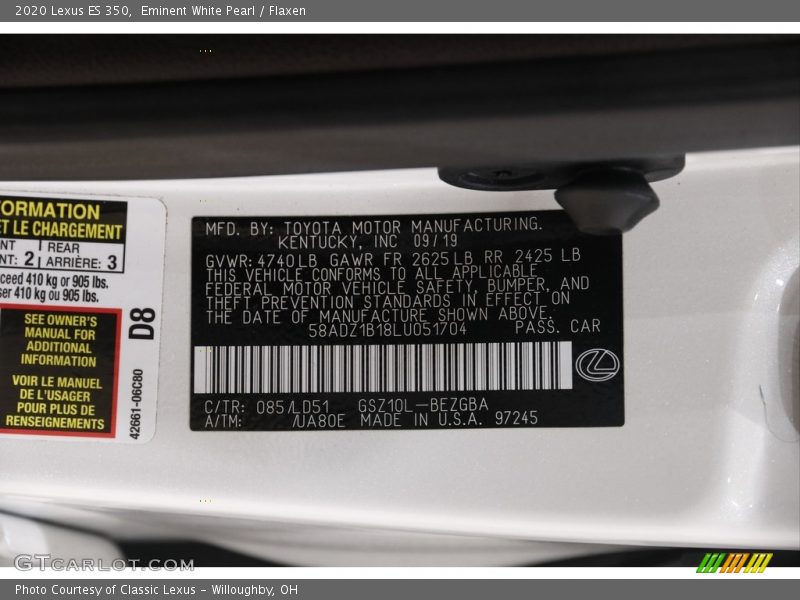 2020 Lexus ES 350,  Eminent White Pearl / Flaxen
ORMATION
ET LE CHARGEMENT
NT | REAR
NT: 2 | ARRIÈRE: 3
ceed 410 kg or 905 lbs.
ser 410 kg ou 905 lbs.
SEE OWNER'S
MANUAL FOR
ADDITIONAL
INFORMATION
VOIR LE MANUEL
DE L'USAGER
POUR PLUS DE
RENSEIGNEMENTS
D8
42661-06C80
MFD. BY: TOYOTA MOTOR MANUFACTURING.
KENTUCKY, INC 09/19
GVWR: 4740LB GAWR FR 2625LB RR 2425 LB
THIS VEHICLE CONFORMS TO ALL APPLICABLE
FEDERAL MOTOR VEHICLE SAFETY, BUMPER, AND
THEFT PREVENTION STANDARDS IN EFFECT ON
THE DATE OF MANUFACTURE SHOWN ABOVE.
58ADZ1B18LU051704 PASS. CAR
C/TR: 085/LD51 GSZ10L-BEZGBA
A/TM: /UA80E MADE IN U.S.A. 97245
GTCARLOT.COM
Photo Courtesy of Classic Lexus - Willoughby, OH